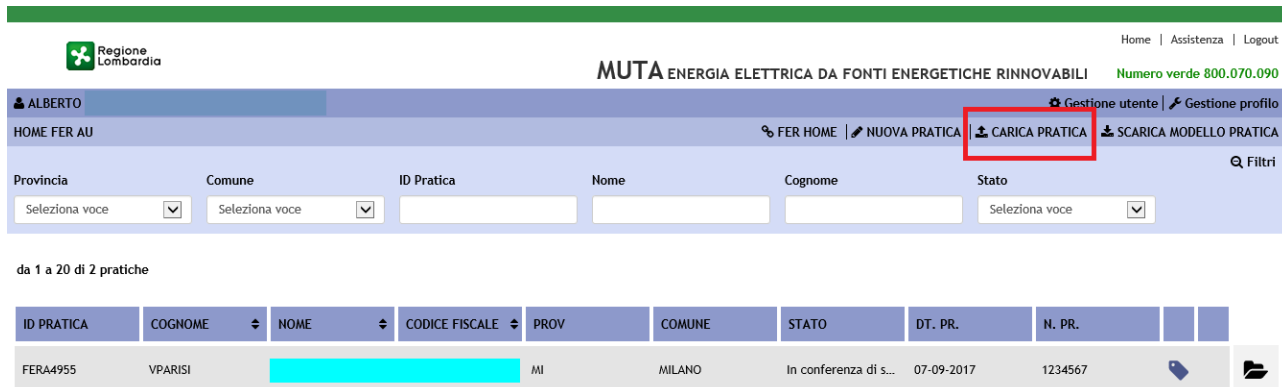 Home | Assistenza | Logout
Regione
Lombardia
MUTA ENERGIA ELETTRICA DA FONTI ENERGETICHE RINNOVABILI Numero verde 800.070.090
ALBERTO Gestione utente | Gestione profilo
HOME FER AU FER HOME | NUOVA PRATICA | CARICA PRATICA SCARICA MODELLO PRATICA
Filtri
Provincia Comune ID Pratica Nome Cognome Stato
Seleziona voce Seleziona voce Seleziona voce
da 1 a 20 di 2 pratiche
ID PRATICA COGNOME NOME CODICE FISCALE PROV COMUNE STATO DT. PR. N. PR.
FERA4955 VPARISI MI MILANO In conferenza di s... 07-09-2017 1234567